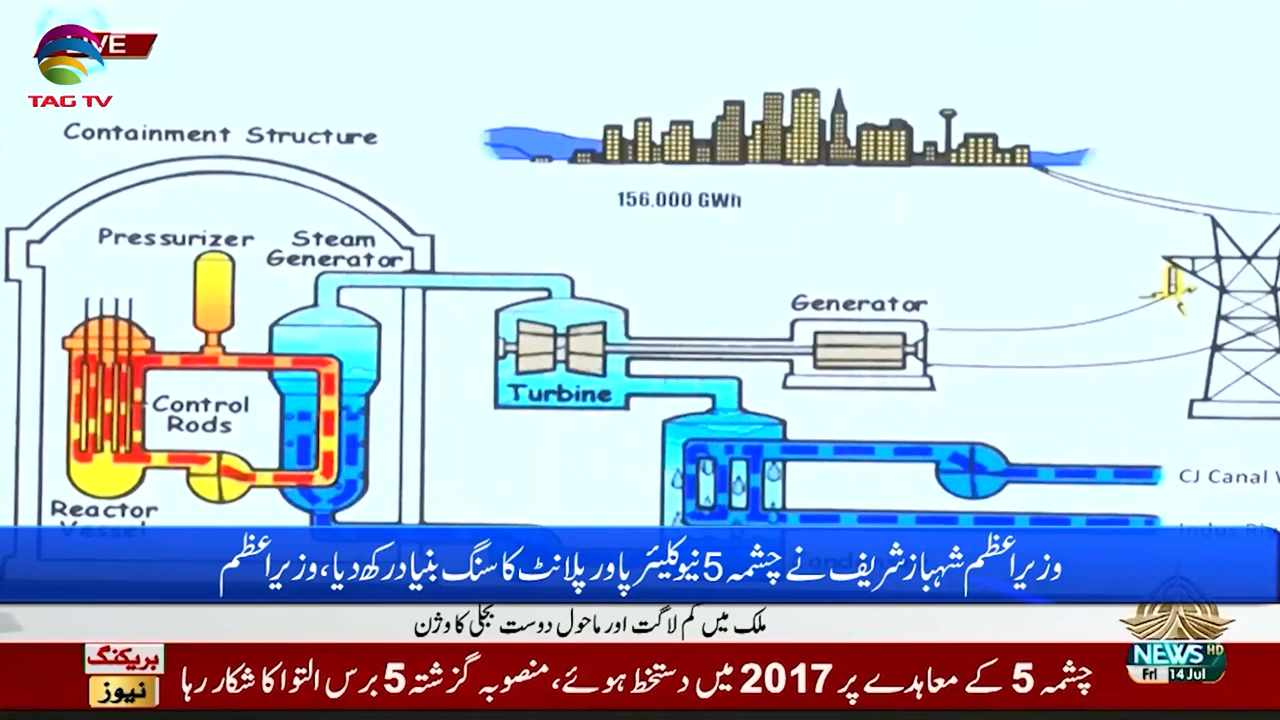 LIVE
TAG TV
Containment Structure
156,000 GWh
Pressurizer
Steam
Generator
Generator
Turbine
Control
Rods
CJ Canal
Reactor
Vessel
Indus
وزیراعظم شہباز شریف نے چشمہ 5 نیوکلیئر پاور پلانٹ کا سنگ بنیاد رکھ دیا، وزیراعظم
ملک میں کم لاگت اور ماحول دوست بجلی کا وژن
بریکنگ
نیوز
چشمہ 5 کے معاہدے پر 2017 میں دستخط ہوئے، منصوبہ گزشتہ 5 برس التوا کا شکار رہا
NEWS HD
Fri 14 Jul